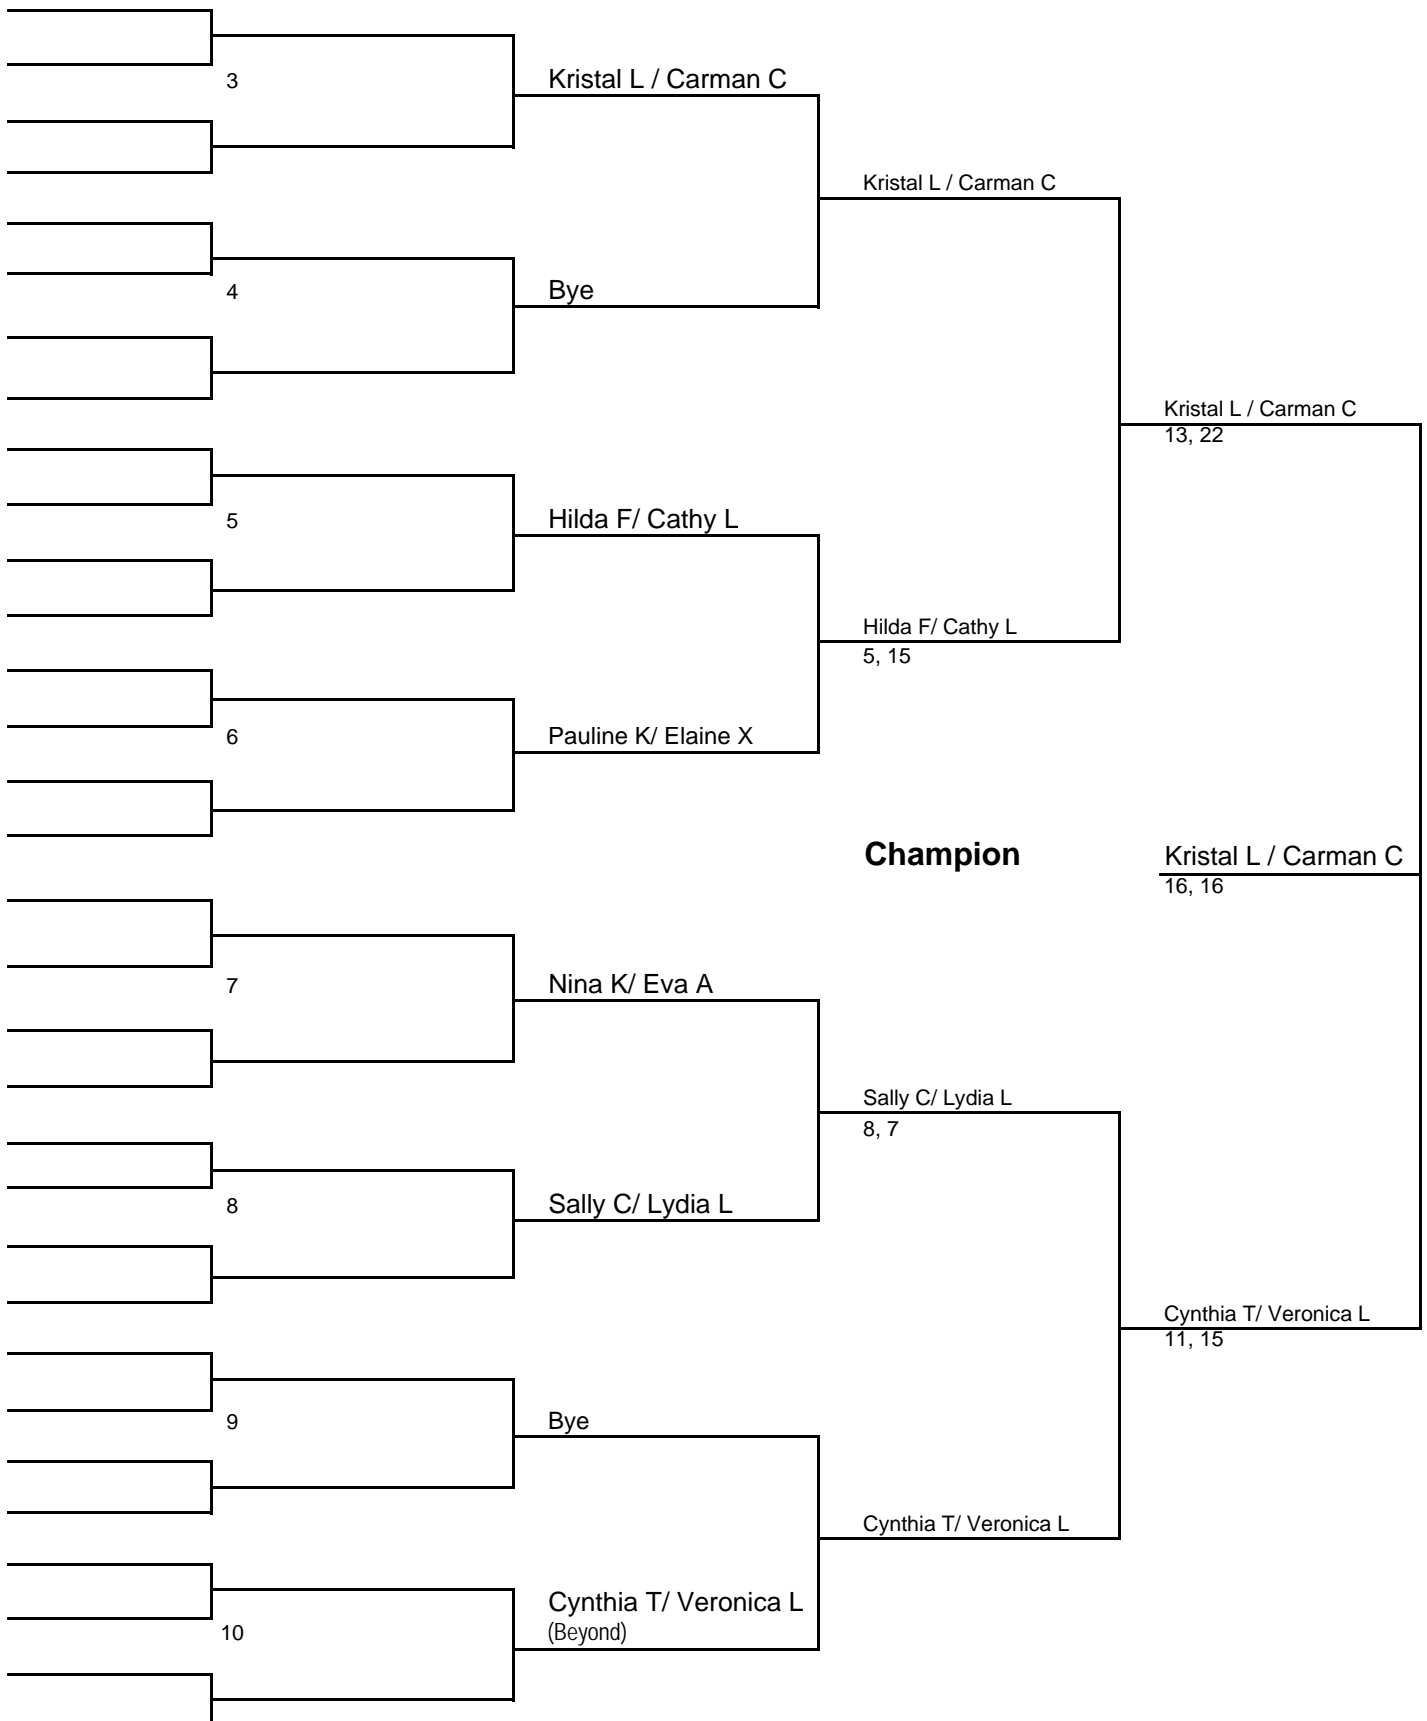 3
Kristal L / Carman C
Kristal L / Carman C
4
Bye
Kristal L / Carman C
13, 22
5
Hilda F/ Cathy L
Hilda F/ Cathy L
5, 15
6
Pauline K/ Elaine X
Champion
Kristal L / Carman C
16, 16
7
Nina K/ Eva A
Sally C/ Lydia L
8, 7
8
Sally C/ Lydia L
Cynthia T/ Veronica L
11, 15
9
Bye
Cynthia T/ Veronica L
Cynthia T/ Veronica L
(Beyond)
10